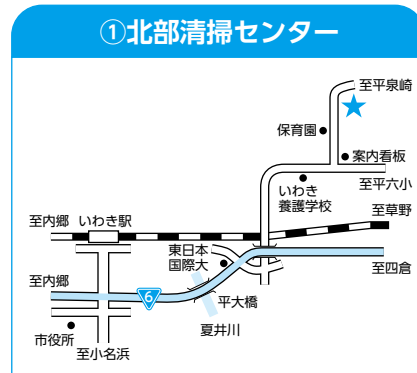 ①北部清掃センター
至平泉崎
保育園
案内看板
いわき
養護学校
至平六小
至草野
至内郷
いわき駅
東日本
国際大
至四倉
至内郷
6
平大橋
夏井川
市役所
至小名浜